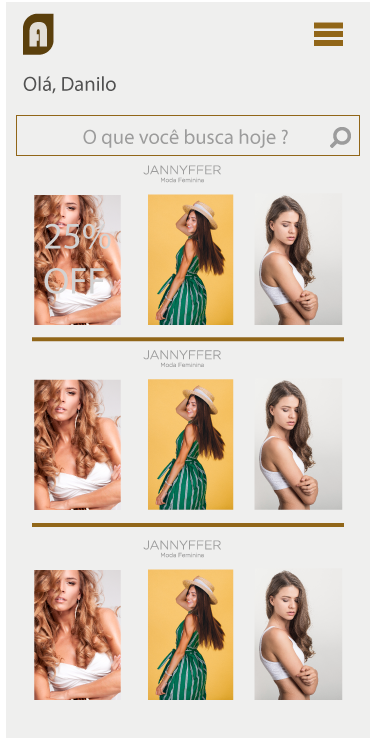 A
Olá, Danilo
O que você busca hoje ?
JANNYFFER
Moda Feminina
25%
OFF
JANNYFFER
Moda Feminina
JANNYFFER
Moda Feminina